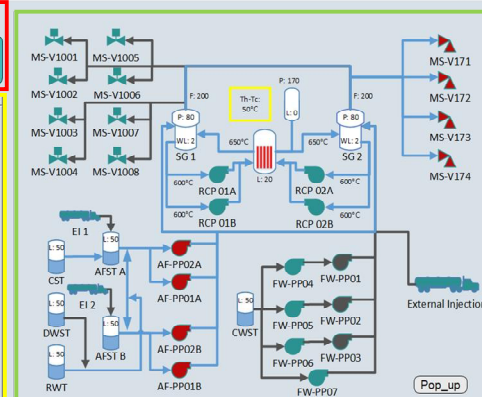 MS-V1001
MS-V1005
MS-V1002
MS-V1006
MS-V1003
MS-V1007
MS-V1004
MS-V1008
F: 200
P: 80
WL: 2
SG 1
Th-Tc:
50°C
P: 170
L: 0
F: 200
P: 80
WL: 2
SG 2
650°C
650°C
L: 20
600°C
600°C
600°C
600°C
RCP 01A
RCP 01B
RCP 02A
RCP 02B
MS-V171
MS-V172
MS-V173
MS-V174
EI 1
L: 50
CST
L: 50
AFST A
EI 2
L: 50
DWST
L: 50
AFST B
L: 50
RWT
AF-PP02A
AF-PP01A
AF-PP02B
AF-PP01B
L: 50
CWST
FW-PP04
FW-PP01
FW-PP05
FW-PP02
FW-PP06
FW-PP03
FW-PP07
External Injection
Pop_up